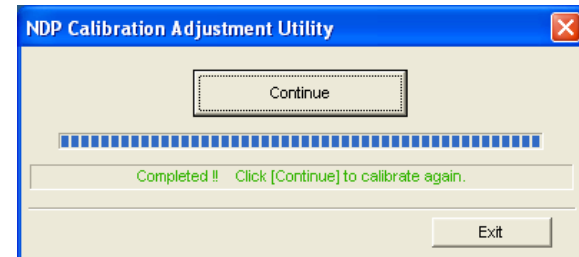 NDP Calibration Adjustment Utility
Continue
Completed !! Click [Continue] to calibrate again.
Exit